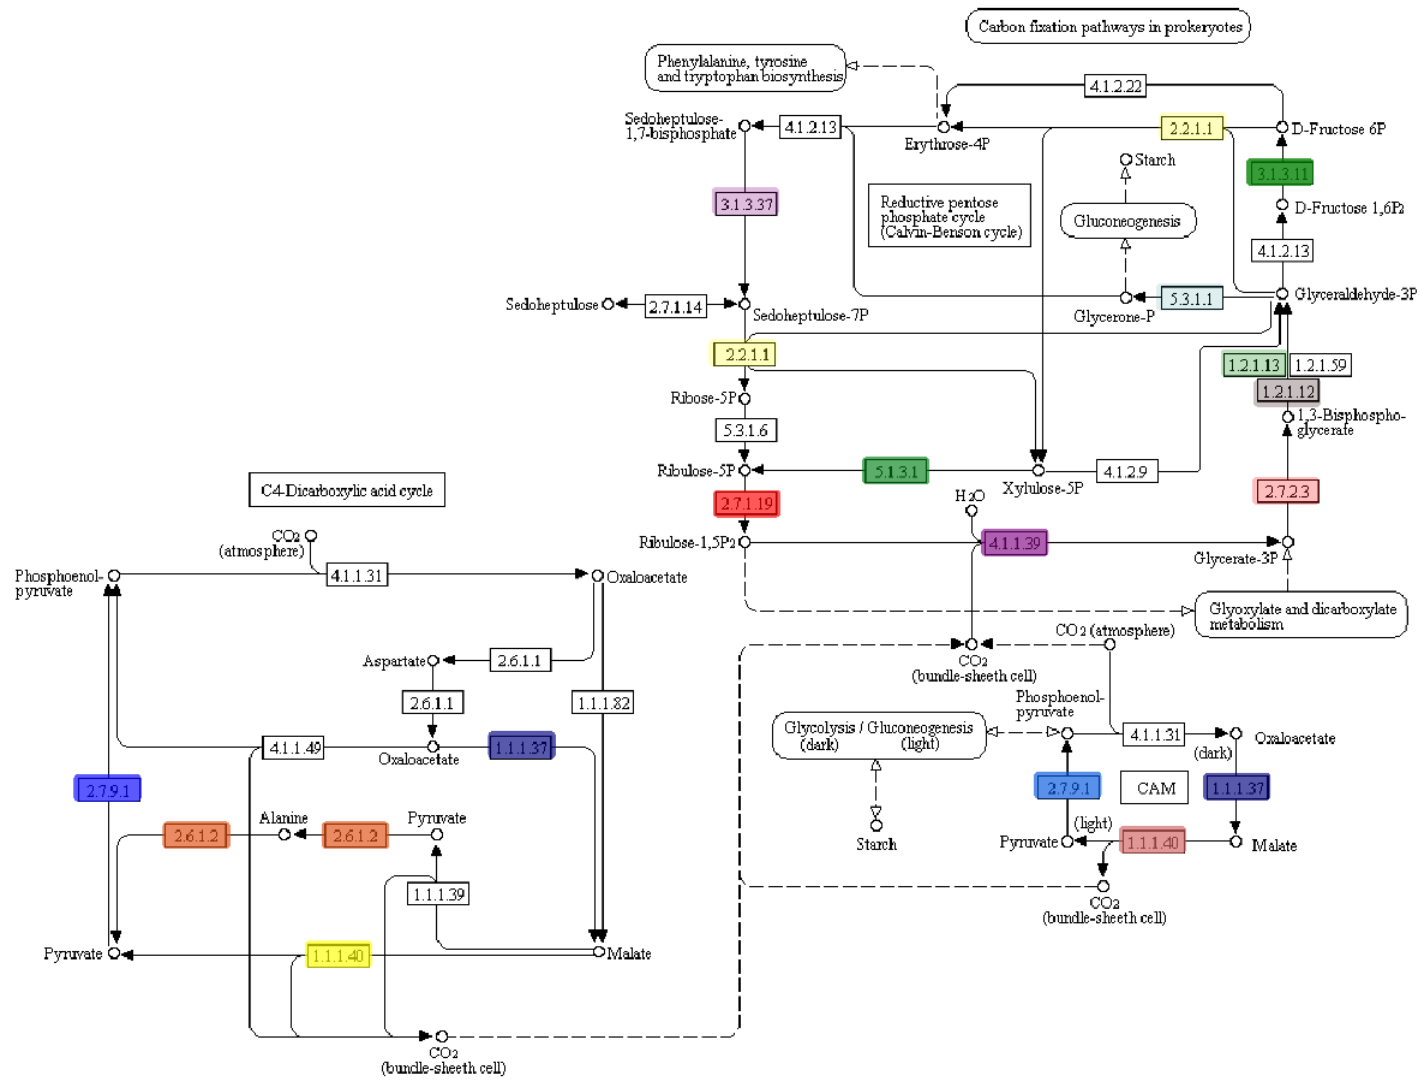 Carbon fixation pathways in prokeryotes
Phenylalanine, tyrosine
and tryptophan biosynthesis
4.1.2.22
Sedoheptulose-
1,7-bisphosphate
4.1.2.13
Erythrose-4P
2.2.1.1
D-Fructose 6P
Starch
3.1.3.11
3.1.3.37
Reductive pentose
phosphate cycle
(Calvin-Benson cycle)
Gluconeogenesis
D-Fructose 1,6P2
4.1.2.13
Sedoheptulose
2.7.1.14
Sedoheptulose-7P
Glycerone-P
5.3.1.1
Glyceraldehyde-3P
2.2.1.1
1.2.1.13
1.2.1.59
1.2.1.12
Ribose-5P
1,3-Bisphospho-
glycerate
5.3.1.6
Ribulose-5P
5.1.3.1
Xylulose-5P
4.1.2.9
C4-Dicarboxylic acid cycle
2.7.1.19
H2O
2.7.2.3
CO2
(atmosphere)
Ribulose-1,5P2
4.1.1.39
Glycerate-3P
Phosphoenol-
pyruvate
4.1.1.31
Oxaloacetate
Glyoxylate and dicarboxylate
metabolism
CO2 (atmosphere)
Aspartate
2.6.1.1
CO2
(bundle-sheeth cell)
2.6.1.1
1.1.1.82
Phosphoenol-
pyruvate
Glycolysis / Gluconeogenesis
(dark) (light)
4.1.1.31
(dark)
Oxaloacetate
4.1.1.49
Oxaloacetate
1.1.1.37
2.7.9.1
2.7.9.1
CAM
1.1.1.37
Alanine
Pyruvate
2.6.1.2
2.6.1.2
Starch
(light)
Pyruvate
1.1.1.40
Malate
1.1.1.39
CO2
(bundle-sheeth cell)
Pyruvate
1.1.1.40
Malate
CO2
(bundle-sheeth cell)